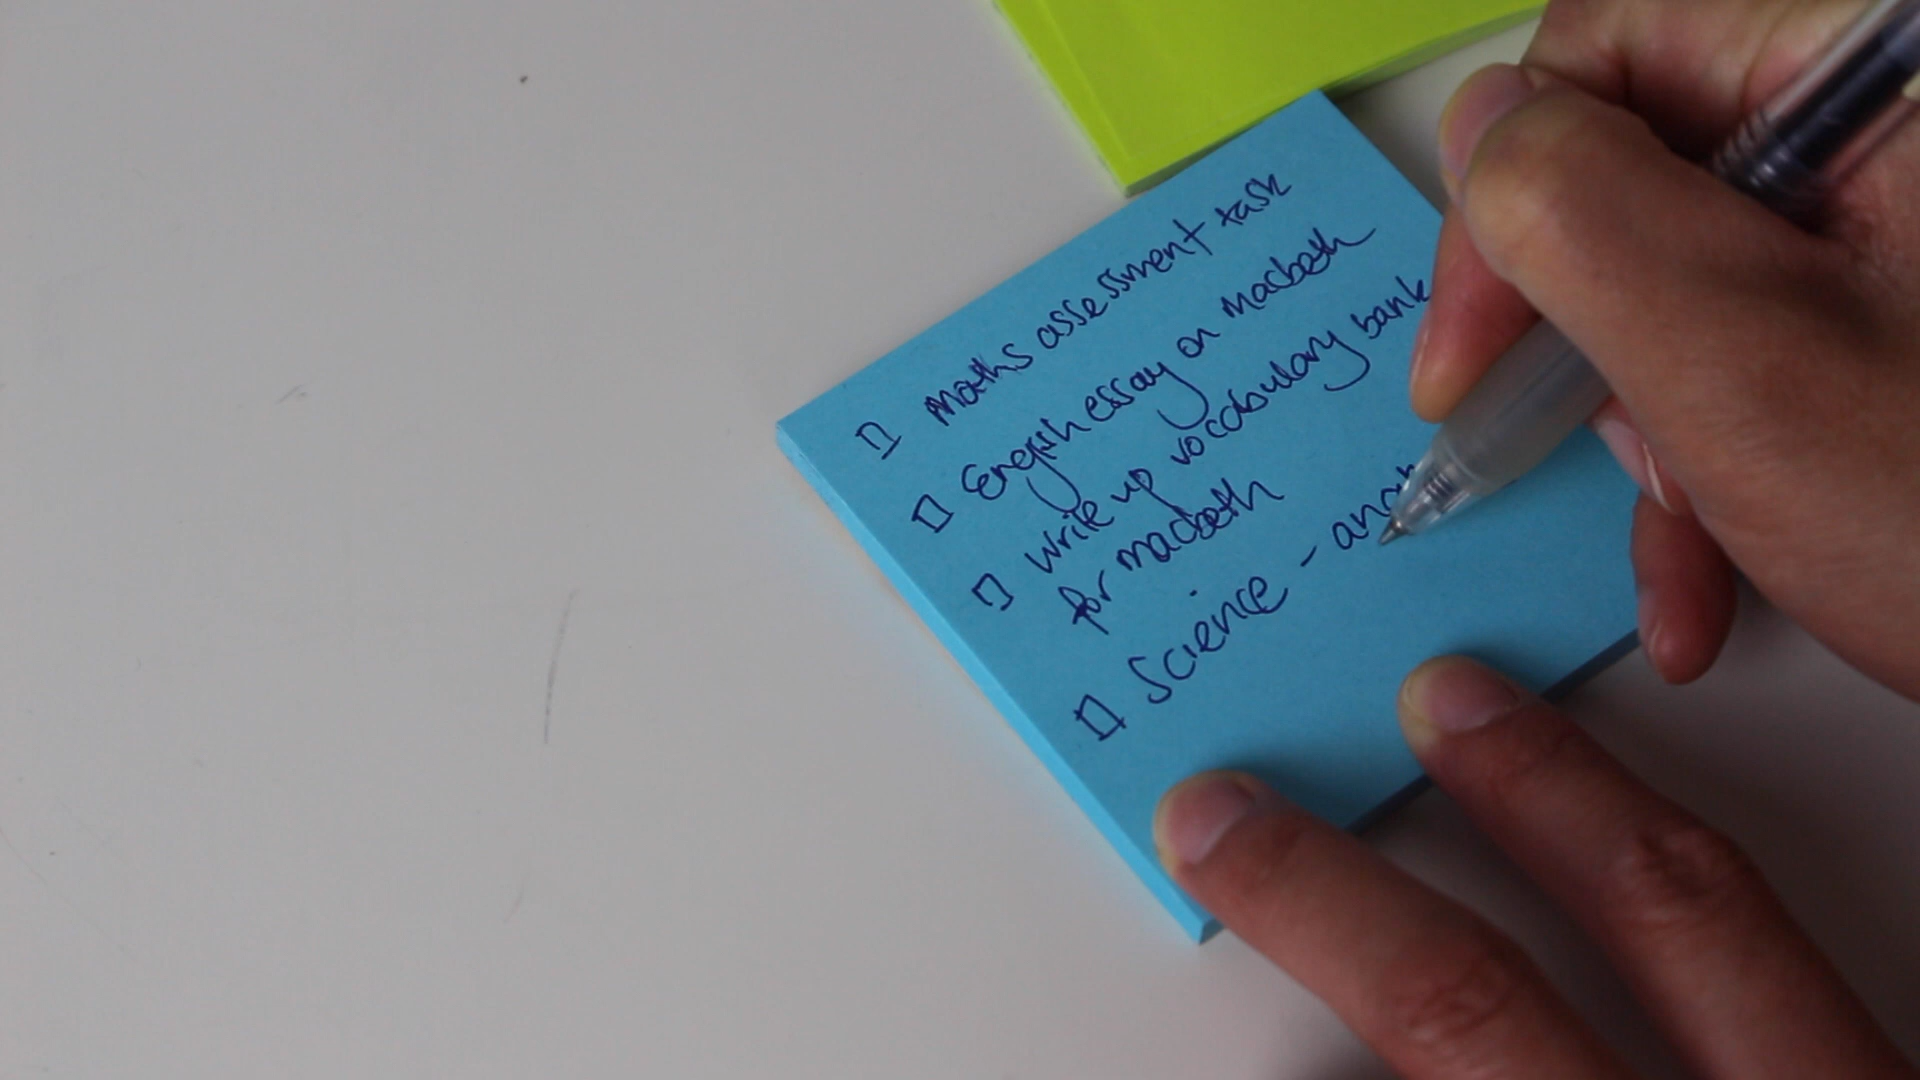 Maths assessment task
English essay on Macbeth
Write up vocabulary bank
for macbeth
Science -